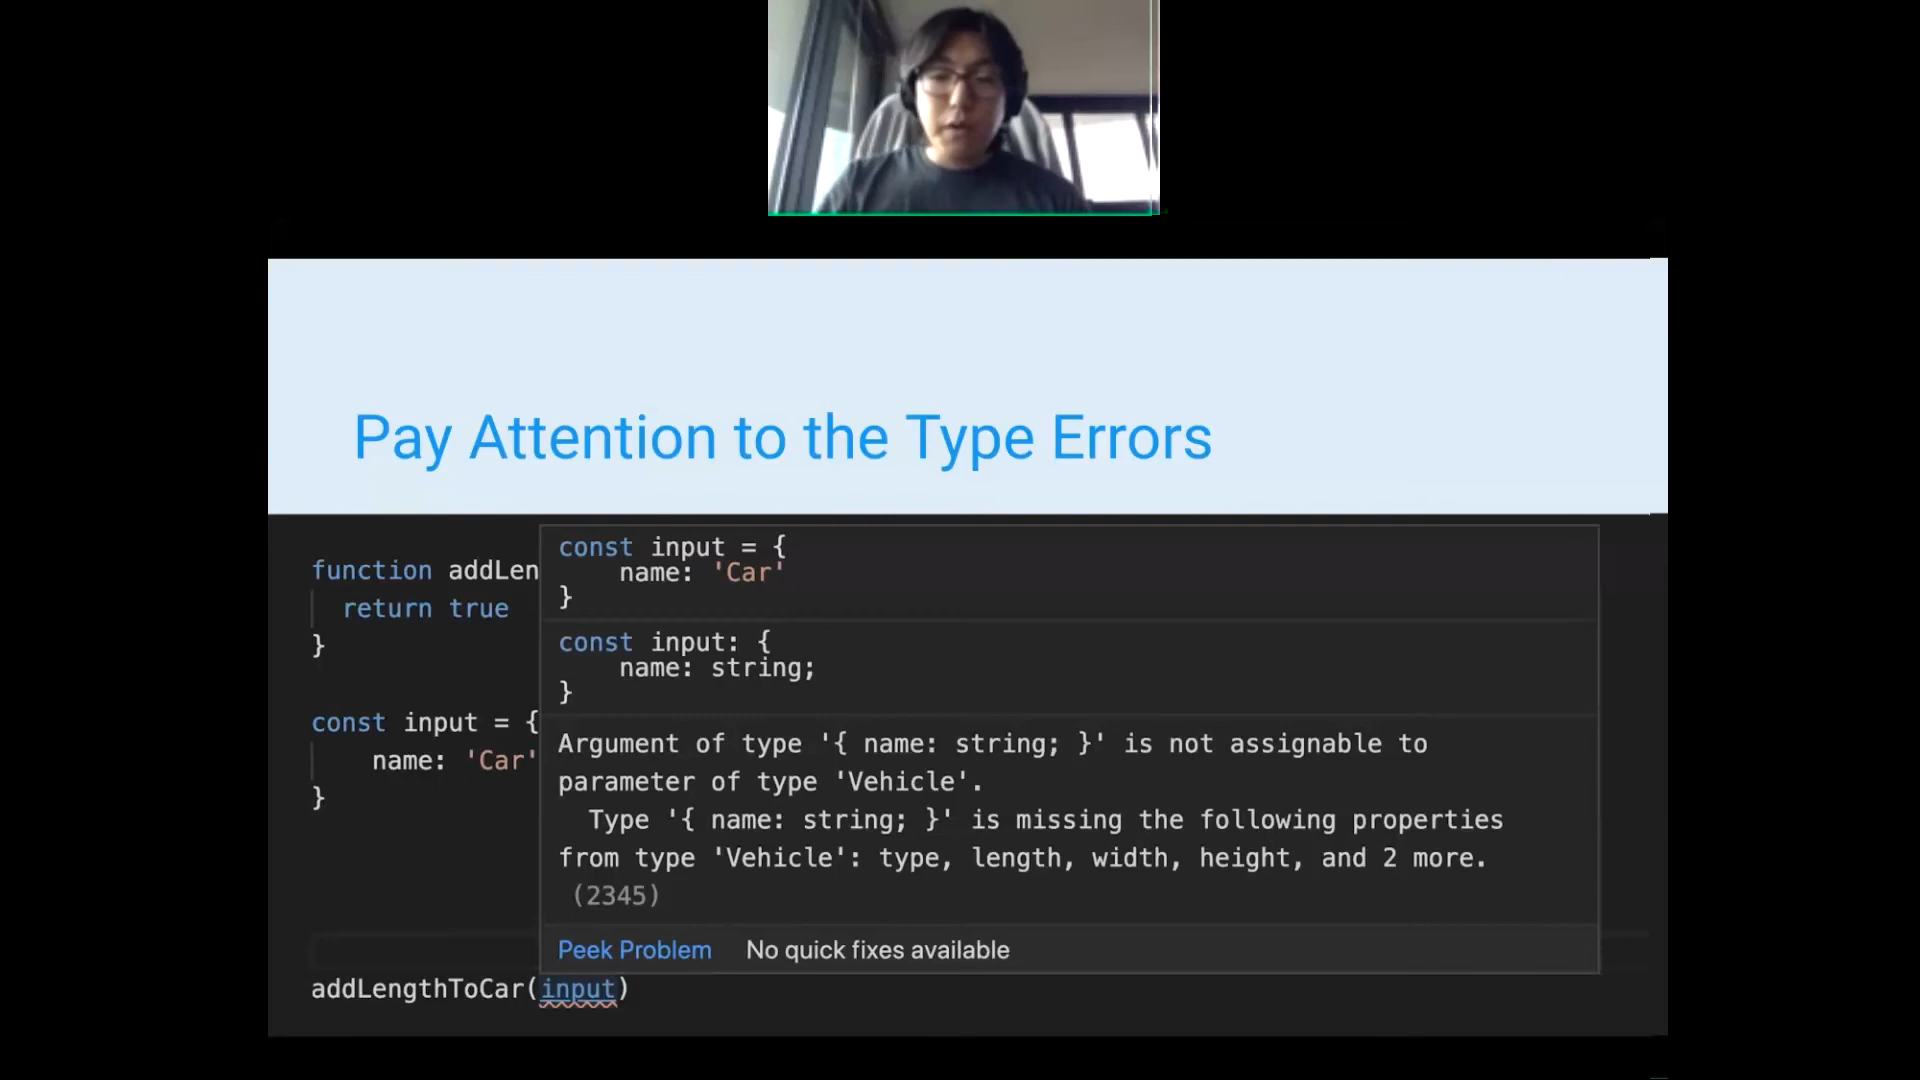 Pay Attention to the Type Errors
function addLen
return true
}
const input = {
name: 'Car'
}
addLengthToCar(input)
const input = {
name: 'Car'
}
const input: {
name: string;
}
Argument of type '{ name: string; }' is not assignable to
parameter of type 'Vehicle'.
Type '{ name: string; }' is missing the following properties
from type 'Vehicle': type, length, width, height, and 2 more.
(2345)
Peek Problem No quick fixes available